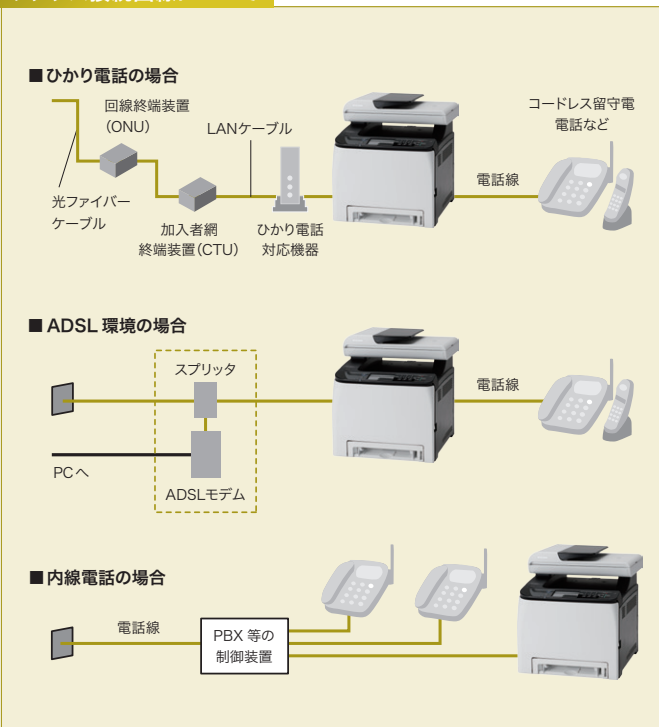 ■ひかり電話の場合
回線終端装置
(ONU)
LANケーブル
コードレス留守電
電話など
電話線
光ファイバー
ケーブル
加入者網
終端装置(CTU)
ひかり電話
対応機器
■ADSL環境の場合
スプリッタ
電話線
PCへ
ADSLモデム
■内線電話の場合
電話線
PBX 等の
制御装置